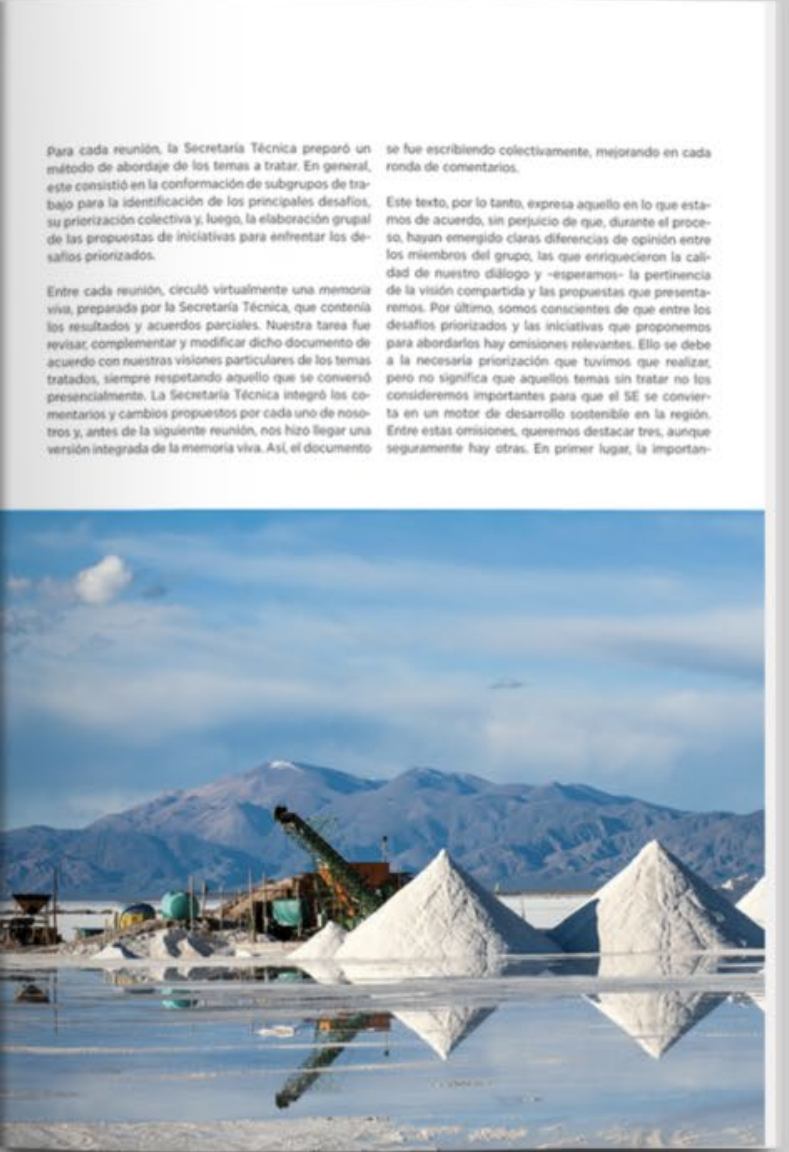 Para cada reunión, la Secretaría Técnica preparó un
método de abordaje de los temas a tratar. En general,
este consistió en la conformación de subgrupos de tra-
bajo para la identificación de los principales desafíos,
su priorización colectiva y, luego, la elaboración grupal
de las propuestas de iniciativas para enfrentar los de-
safíos priorizados.
Entre cada reunión, circuló virtualmente una memoria
viva, preparada por la Secretaría Técnica, que contenía
los resultados y acuerdos parciales. Nuestra tarea fue
revisar, complementar y modificar dicho documento de
acuerdo con nuestras visiones particulares de los temas
tratados, siempre respetando aquello que se conversó
presencialmente. La Secretaría Técnica integró los co-
mentarios y cambios propuestos por cada uno de noso-
tros y, antes de la siguiente reunión, nos hizo llegar una
versión integrada de la memoria viva. Así, el documento
se fue escribiendo colectivamente, mejorando en cada
ronda de comentarios.
Este texto, por lo tanto, expresa aquello en lo que esta-
mos de acuerdo, sin perjuicio de que, durante el proce-
so, hayan emergido claras diferencias de opinión entre
los miembros del grupo, las que enriquecieron la cali-
dad de nuestro diálogo y -esperamos- la pertinencia
de la visión compartida y las propuestas que presenta-
remos. Por último, somos conscientes de que entre los
desafíos priorizados y las iniciativas que proponemos
para abordarlos hay omisiones relevantes. Ello se debe
a la necesaria priorización que tuvimos que realizar,
pero no significa que aquellos temas sin tratar no los
consideremos importantes para que el SE se convier-
ta en un motor de desarrollo sostenible en la región.
Entre estas omisiones, queremos destacar tres, aunque
seguramente hay otras. En primer lugar, la importan-